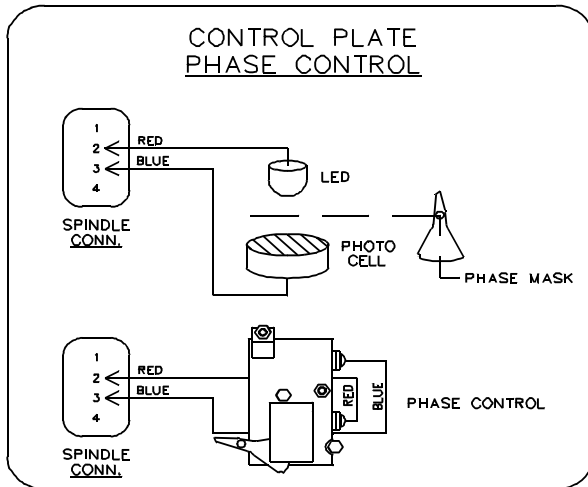 CONTROL PLATE
PHASE CONTROL
1
2
3
4
RED
BLUE
LED
SPINDLE
CONN.
PHOTO
CELL
PHASE MASK
1
2
3
4
RED
BLUE
RED
BLUE
PHASE CONTROL
SPINDLE
CONN.